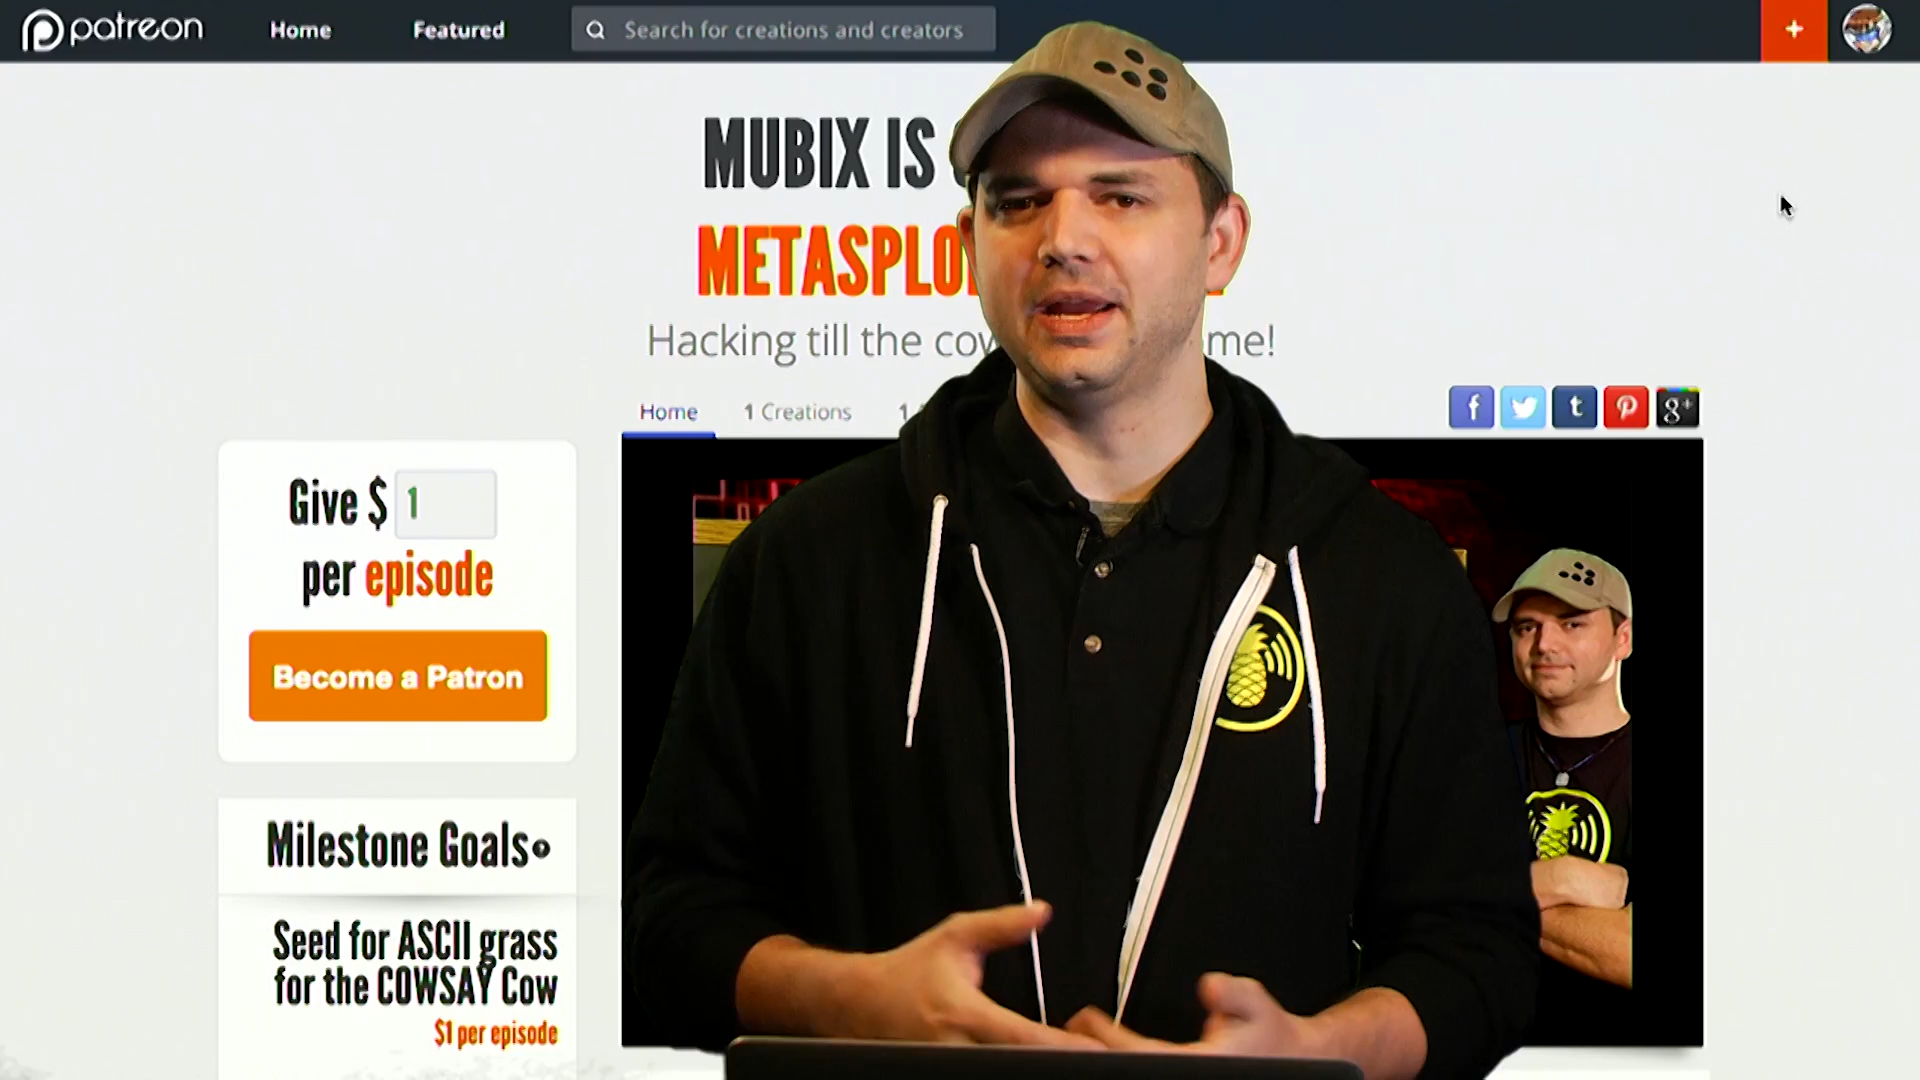 patreon
Home
Featured
Search for creations and creators
+
MUBIX IS
METASPLO
Hacking till the cow me!
Home
1 Creations
1
f
t
g+
Give $ 1
per episode
Become a Patron
Milestone Goals
Seed for ASCII grass
for the COWSAY Cow
$1 per episode